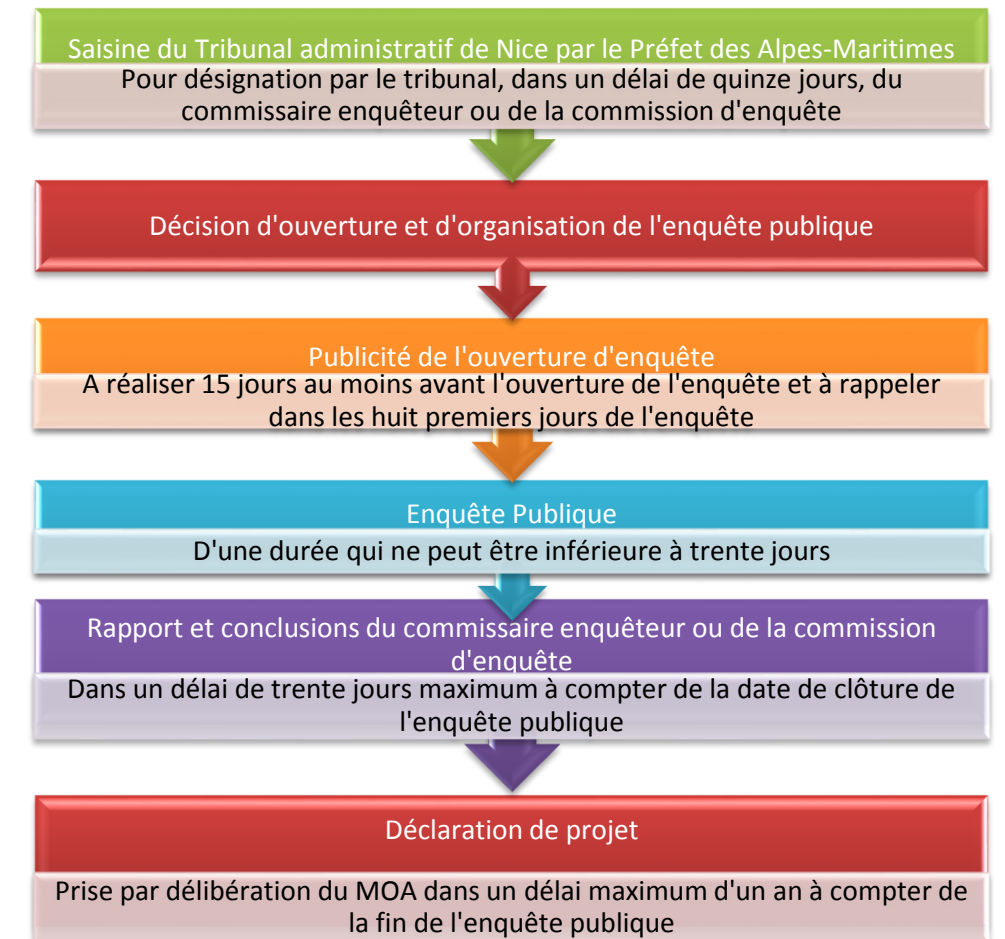 Saisine du Tribunal administratif de Nice par le Préfet des Alpes-Maritimes
Pour désignation par le tribunal, dans un délai de quinze jours, du
commissaire enquêteur ou de la commission d'enquête
Décision d'ouverture et d'organisation de l'enquête publique
Publicité de l'ouverture d'enquête
A réaliser 15 jours au moins avant l'ouverture de l'enquête et à rappeler
dans les huit premiers jours de l'enquête
Enquête Publique
D'une durée qui ne peut être inférieure à trente jours
Rapport et conclusions du commissaire enquêteur ou de la commission
d'enquête
Dans un délai de trente jours maximum à compter de la date de clôture de
l'enquête publique
Déclaration de projet
Prise par délibération du MOA dans un délai maximum d'un an à compter de
la fin de l'enquête publique